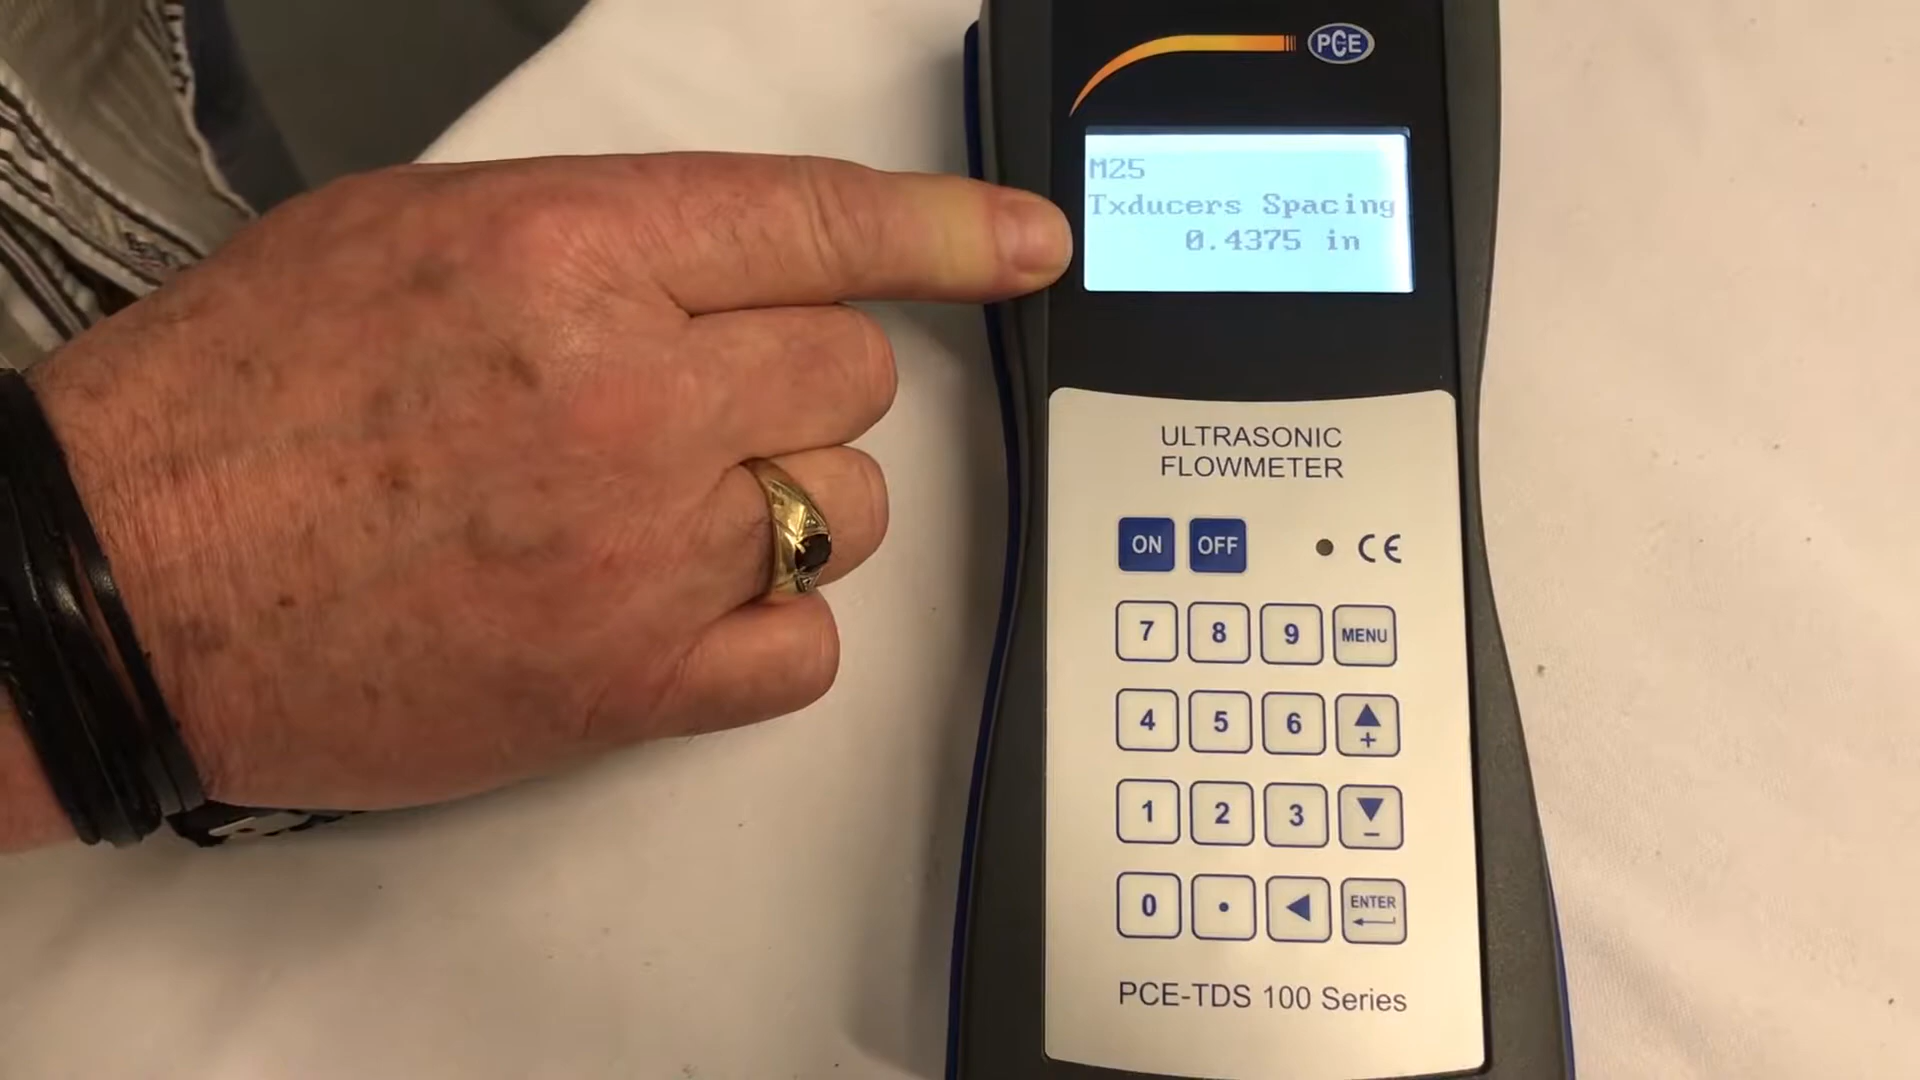 PCE
M25
Txducers Spacing
0.4375 in
ULTRASONIC
FLOWMETER
ON OFF CE
7 8 9 MENU
4 5 6 +
1 2 3 −
0 • ENTER
PCE-TDS 100 Series